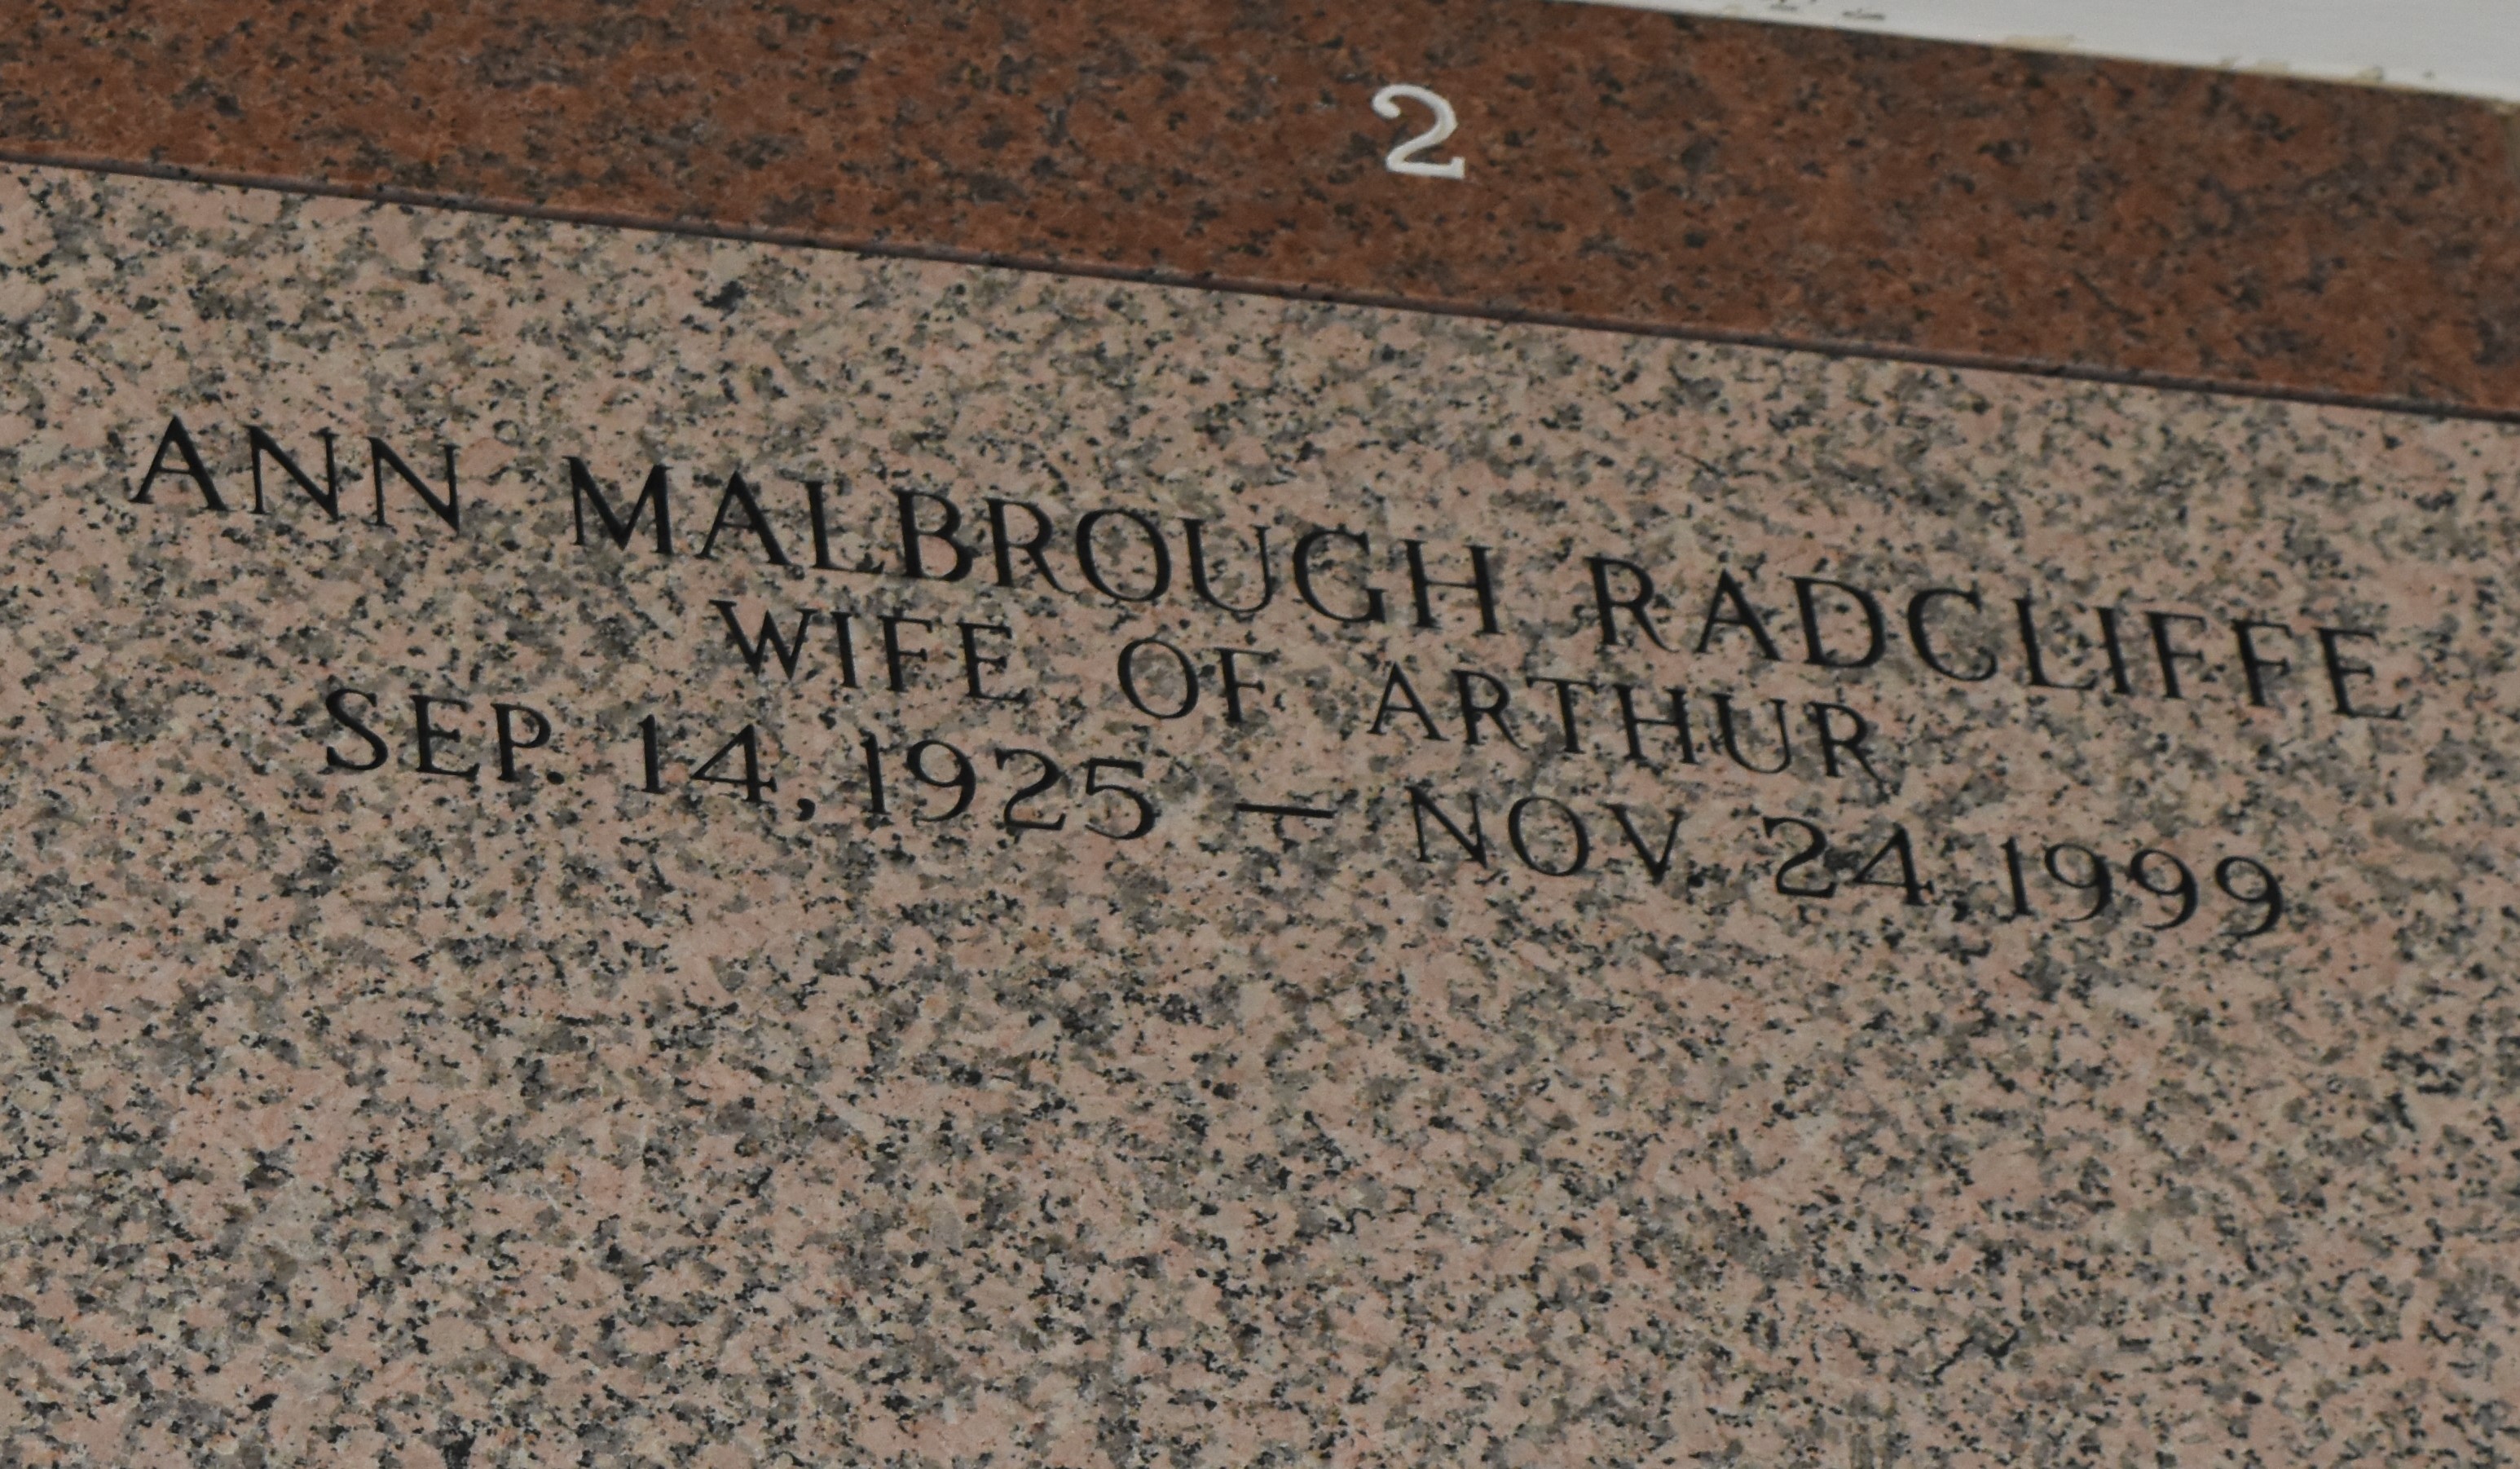 2
ANN MALBROUGH RADCLIFFE
WIFE OF ARTHUR
SEP. 14, 1925 — NOV. 24, 1999